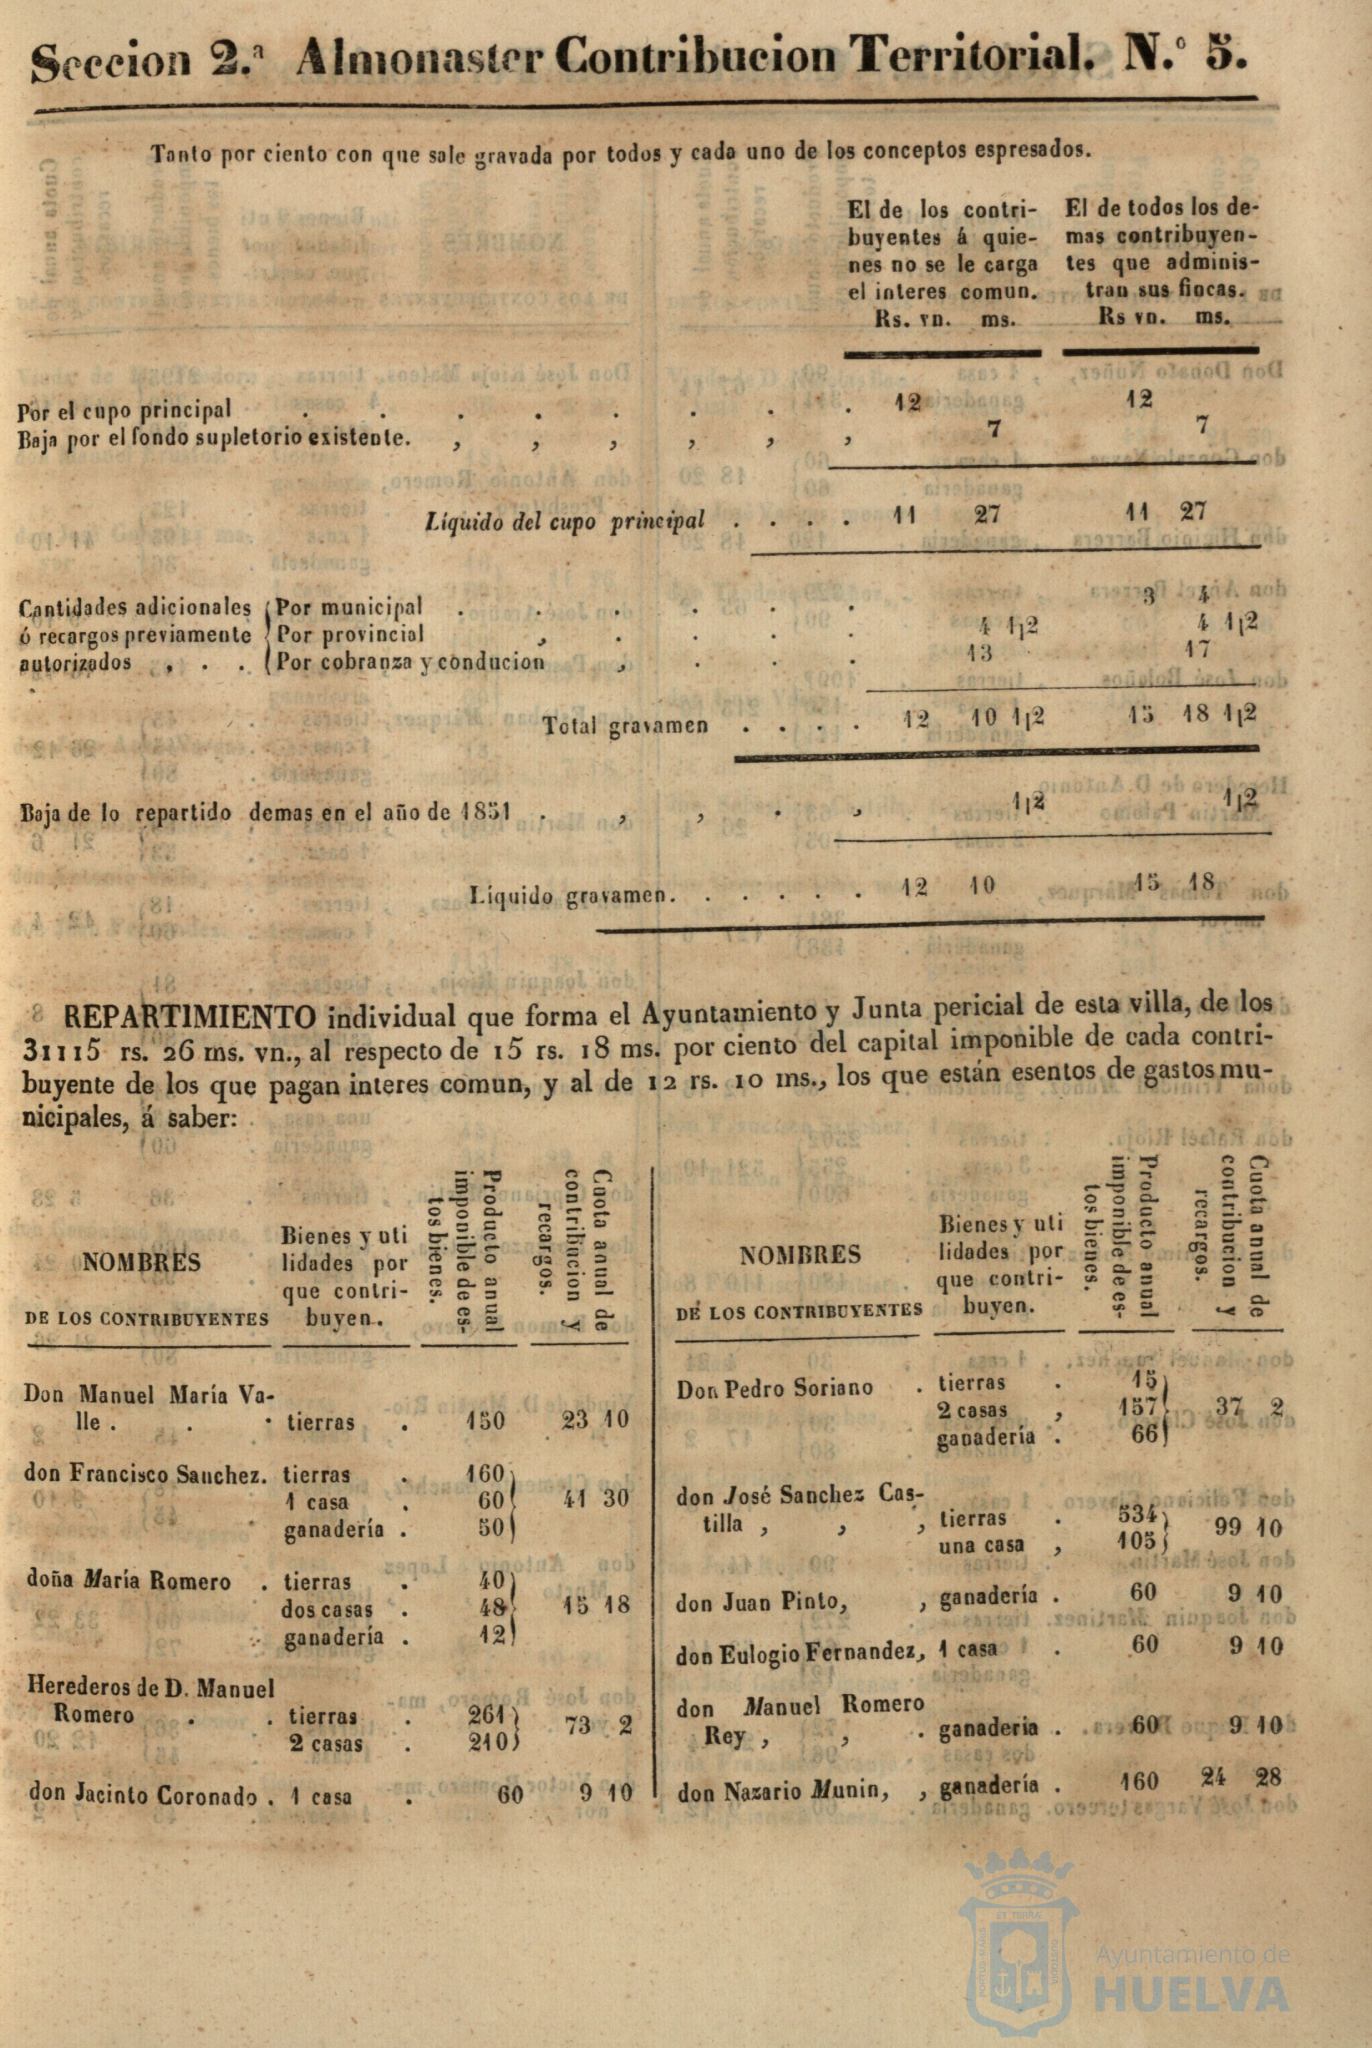 Seccion 2.ª Almonaster Contribucion Territorial. N.º 5.
Tanto por ciento con que sale gravada por todos y cada uno de los conceptos espresados.
El de los contri-
buyentes á quie-
nes no se le carga
el interes comun.
Rs. vn. ms.
El de todos los de-
mas contribuyen-
tes que adminis-
tran sus fincas.
Rs vn. ms.
Por el cupo principal . . . . . . . . 12 12
Baja por el fondo supletorio existente. , , , , , , 7 7
Líquido del cupo principal . . . . 11 27 11 27
Cantidades adicionales (Por municipal . . . . . . 3 4
ó recargos previamente (Por provincial , . . . . 4 1|2 4 1|2
autorizados , . . (Por cobranza y conducion , . . . 13 17
Total gravamen . . . . 12 10 1|2 15 18 1|2
Baja de lo repartido demas en el año de 1851 . , , . , 1|2 1|2
Líquido gravamen. . . . . . 12 10 15 18
REPARTIMIENTO individual que forma el Ayuntamiento y Junta pericial de esta villa, de los
31115 rs. 26 ms. vn., al respecto de 15 rs. 18 ms. por ciento del capital imponible de cada contri-
buyente de los que pagan interes comun, y al de 12 rs. 10 ms., los que están esentos de gastos mu-
nicipales, á saber:
NOMBRES
DE LOS CONTRIBUYENTES
Bienes y uti
lidades por
que contri-
buyen.
Producto anual
imponible de es-
tos bienes.
Cuota anual de
contribucion y
recargos.
Don Manuel María Va-
lle . . . tierras . 150 23 10
don Francisco Sanchez. tierras . 160)
1 casa . 60} 41 30
ganadería . 50)
doña María Romero . tierras . 40)
dos casas . 48} 15 18
ganadería . 12)
Herederos de D. Manuel
Romero . . tierras . 261)
2 casas . 210) 73 2
don Jacinto Coronado . 1 casa . 60 9 10
NOMBRES
DE LOS CONTRIBUYENTES
Bienes y uti
lidades por
que contri-
buyen.
Producto anual
imponible de es-
tos bienes.
Cuota anual de
contribucion y
recargos.
Don Pedro Soriano . tierras . 15)
2 casas , 157} 37 2
ganadería . 66)
don José Sanchez Cas-
tilla , , , tierras . 534)
una casa , 105) 99 10
don Juan Pinto, , ganadería . 60 9 10
don Eulogio Fernandez, 1 casa . 60 9 10
don Manuel Romero
Rey , , . ganadería . 60 9 10
don Nazario Munin, , ganadería . 160 24 28
Ayuntamiento de
HUELVA